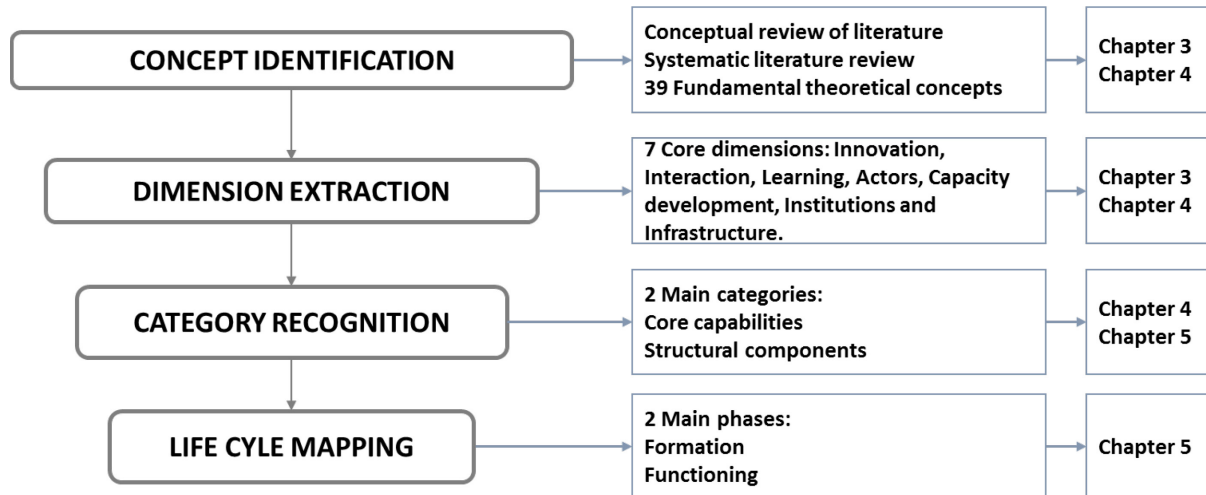 CONCEPT IDENTIFICATION
Conceptual review of literature
Systematic literature review
39 Fundamental theoretical concepts
Chapter 3
Chapter 4
DIMENSION EXTRACTION
7 Core dimensions: Innovation,
Interaction, Learning, Actors, Capacity
development, Institutions and
Infrastructure.
Chapter 3
Chapter 4
CATEGORY RECOGNITION
2 Main categories:
Core capabilities
Structural components
Chapter 4
Chapter 5
LIFE CYLE MAPPING
2 Main phases:
Formation
Functioning
Chapter 5